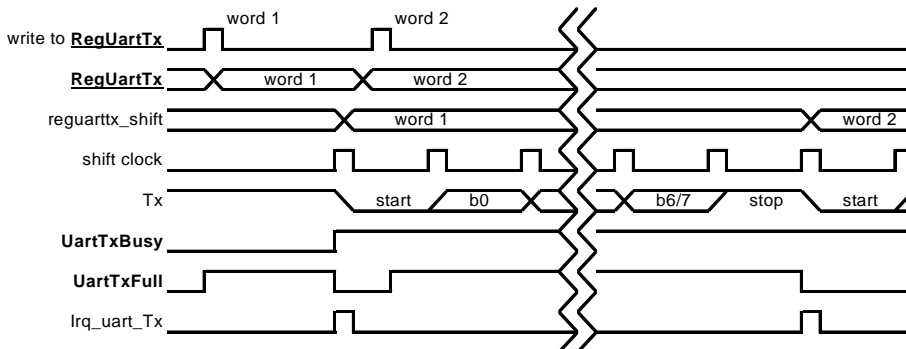 word 1 word 2
write to RegUartTx
RegUartTx word 1 word 2
reguarttx_shift word 1 word 2
shift clock
Tx start b0 b6/7 stop start
UartTxBusy
UartTxFull
Irq_uart_Tx